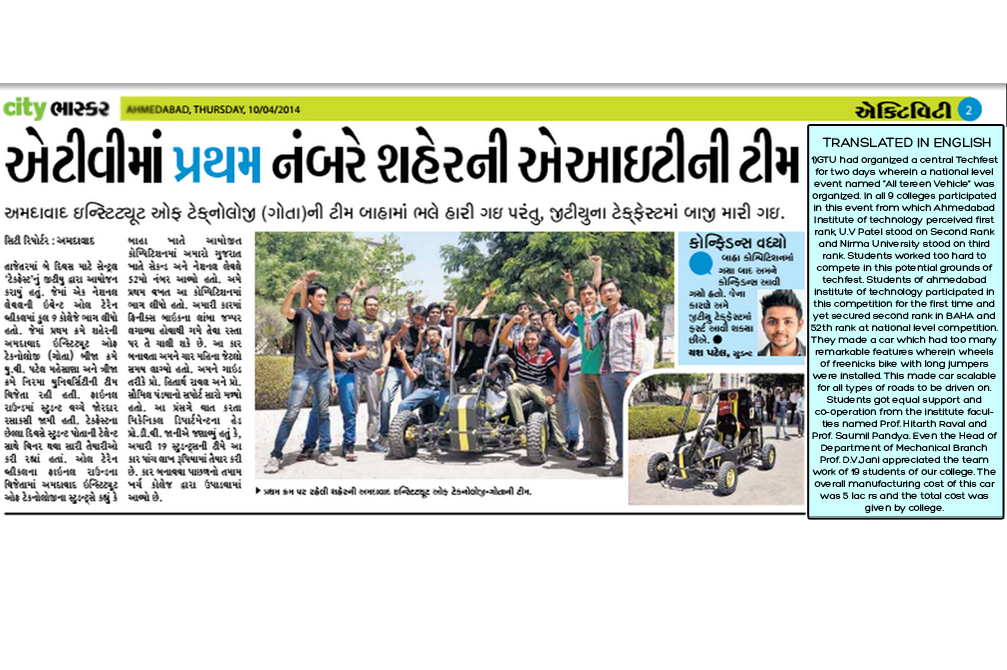 city ભાસ્કર
AHMEDABAD, THURSDAY, 10/04/2014
એક્ટિવિટી 2
એટીવીમાં પ્રથમ નંબરે શહેરની એઆઇટીની ટીમ
અમદાવાદ ઇન્સ્ટિટ્યૂટ ઓફ ટેક્નોલોજી (ગોતા)ની ટીમ બાહામાં ભલે હારી ગઇ પરંતુ, જીટીયુના ટેક્ફેસ્ટમાં બાજી મારી ગઇ.
સિટી રિપોર્ટર : અમદાવાદ
તાજેતરમાં બે દિવસ માટે સેન્ટ્રલ
'ટેક્ફેસ્ટ'નું જીટીયુ દ્વારા આયોજન
કરાયું હતું. જેમાં એક નેશનલ
લેવલની ઇવેન્ટ ઓલ ટેરેન
વ્હીકલમાં કુલ 9 કોલેજે ભાગ લીધો
હતો. જેમાં પ્રથમ ક્રમે શહેરની
અમદાવાદ ઇન્સ્ટિટ્યૂટ ઓફ
ટેક્નોલોજી (ગોતા) બીજા ક્રમે
યુ.વી. પટેલ મહેસાણા અને ત્રીજા
ક્રમે નિરમા યુનિવર્સિટીની ટીમ
વિજેતા રહી હતી. ફાઇનલ
રાઉન્ડમાં સ્ટુડન્ટ વચ્ચે જોરદાર
રસાકસી જામી હતી. ટેક્ફેસ્ટના
છેલ્લા દિવસે સ્ટુડન્ટ પોતાની ટેલેન્ટ
સાથે વિનર થવા સારી તૈયારીઓ
કરી રહ્યાં હતાં. ઓલ ટેરેન
વ્હીકલના ફાઇનલ રાઉન્ડના
વિજેતામાં અમદાવાદ ઇન્સ્ટિટ્યૂટ
ઓફ ટેક્નોલોજીના સ્ટુડન્ટ્સે કહ્યું કે
બાહા ખાતે આયોજીત
કોમ્પિટિશનમાં અમારો ગુજરાત
ખાતે સેકન્ડ અને નેશનલ લેવલે
52મો નંબર આવ્યો હતો. અમે
પ્રથમ વખત આ કોમ્પિટિશનમાં
ભાગ લીધો હતો. અમારી કારમાં
ફિનીક્સ બાઇકના લાંબા જમ્પર
લગાવ્યા હોવાથી ગમે તેવા રસ્તા
પર તે ચાલી શકે છે. આ કાર
બનાવતા અમને ચાર મહિના જેટલો
સમય લાગ્યો હતો. અમને ગાઇડ
તરીકે પ્રો. હિતાર્થ રાવલ અને પ્રો.
સૌમિલ પંડ્યાનો સપોર્ટ સારો મળ્યો
હતો. આ પ્રસંગે વાત કરતા
મિકેનિકલ ડિપાર્ટમેન્ટના હેડ
પ્રો.ડી.વી. જાનીએ જણાવ્યું હતું કે,
અમારી 19 સ્ટુડન્ટ્સની ટીમે આ
કાર પાંચ લાખ રૂપિયામાં તૈયાર કરી
છે. કાર બનાવવા પાછળનો તમામ
ખર્ચ કોલેજ દ્વારા ઉપાડવામાં
આવ્યો છે.
પ્રથમ ક્રમ પર રહેલી શહેરની અમદાવાદ ઇન્સ્ટિટ્યૂટ ઓફ ટેક્નોલોજી-ગોતાની ટીમ.
કોન્ફિડન્સ વધ્યો
બાહા કોમ્પિટિશનમાં
ગયા બાદ અમને
કોન્ફિડન્સ આવી
ગયો હતો. જેના
કારણે અમે
જીટીયુ ટેક્ફેસ્ટમાં
ફર્સ્ટ આવી શક્યા
છીએ.
યશ પટેલ, સ્ટુડન્ટ
TRANSLATED IN ENGLISH
1)GTU had organized a central Techfest
for two days wherein a national level
event named "All tereen Vehicle" was
organized. In all 9 colleges participated
in this event from which Ahmedabad
Institute of technology perceived first
rank, U.V Patel stood on Second Rank
and Nirma University stood on third
rank. Students worked too hard to
compete in this potential grounds of
techfest. Students of ahmedabad
institute of technology participated in
this competition for the first time and
yet secured second rank in BAHA and
52th rank at national level competition.
They made a car which had too many
remarkable features wherein wheels
of freenicks bike with long jumpers
were installed. This made car scalable
for all types of roads to be driven on.
Students got equal support and
co-operation from the institute facul-
ties named Prof. Hitarth Raval and
Prof. Saumil Pandya. Even the Head of
Department of Mechanical Branch
Prof. D.V.Jani appreciated the team
work of 19 students of our college. The
overall manufacturing cost of this car
was 5 lac rs and the total cost was
given by college.